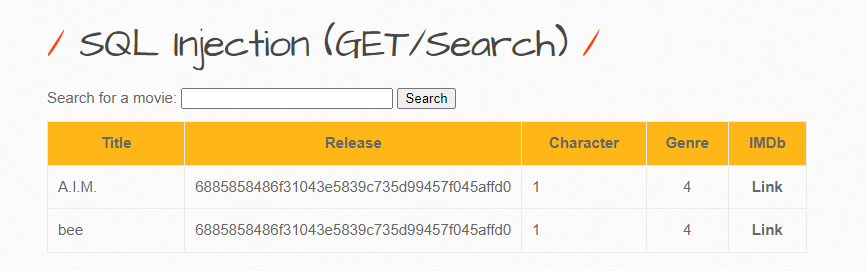 / SQL Injection (GET/Search) /
Search for a movie: Search
Title Release Character Genre IMDb
A.I.M. 6885858486f31043e5839c735d99457f045affd0 1 4 Link
bee 6885858486f31043e5839c735d99457f045affd0 1 4 Link